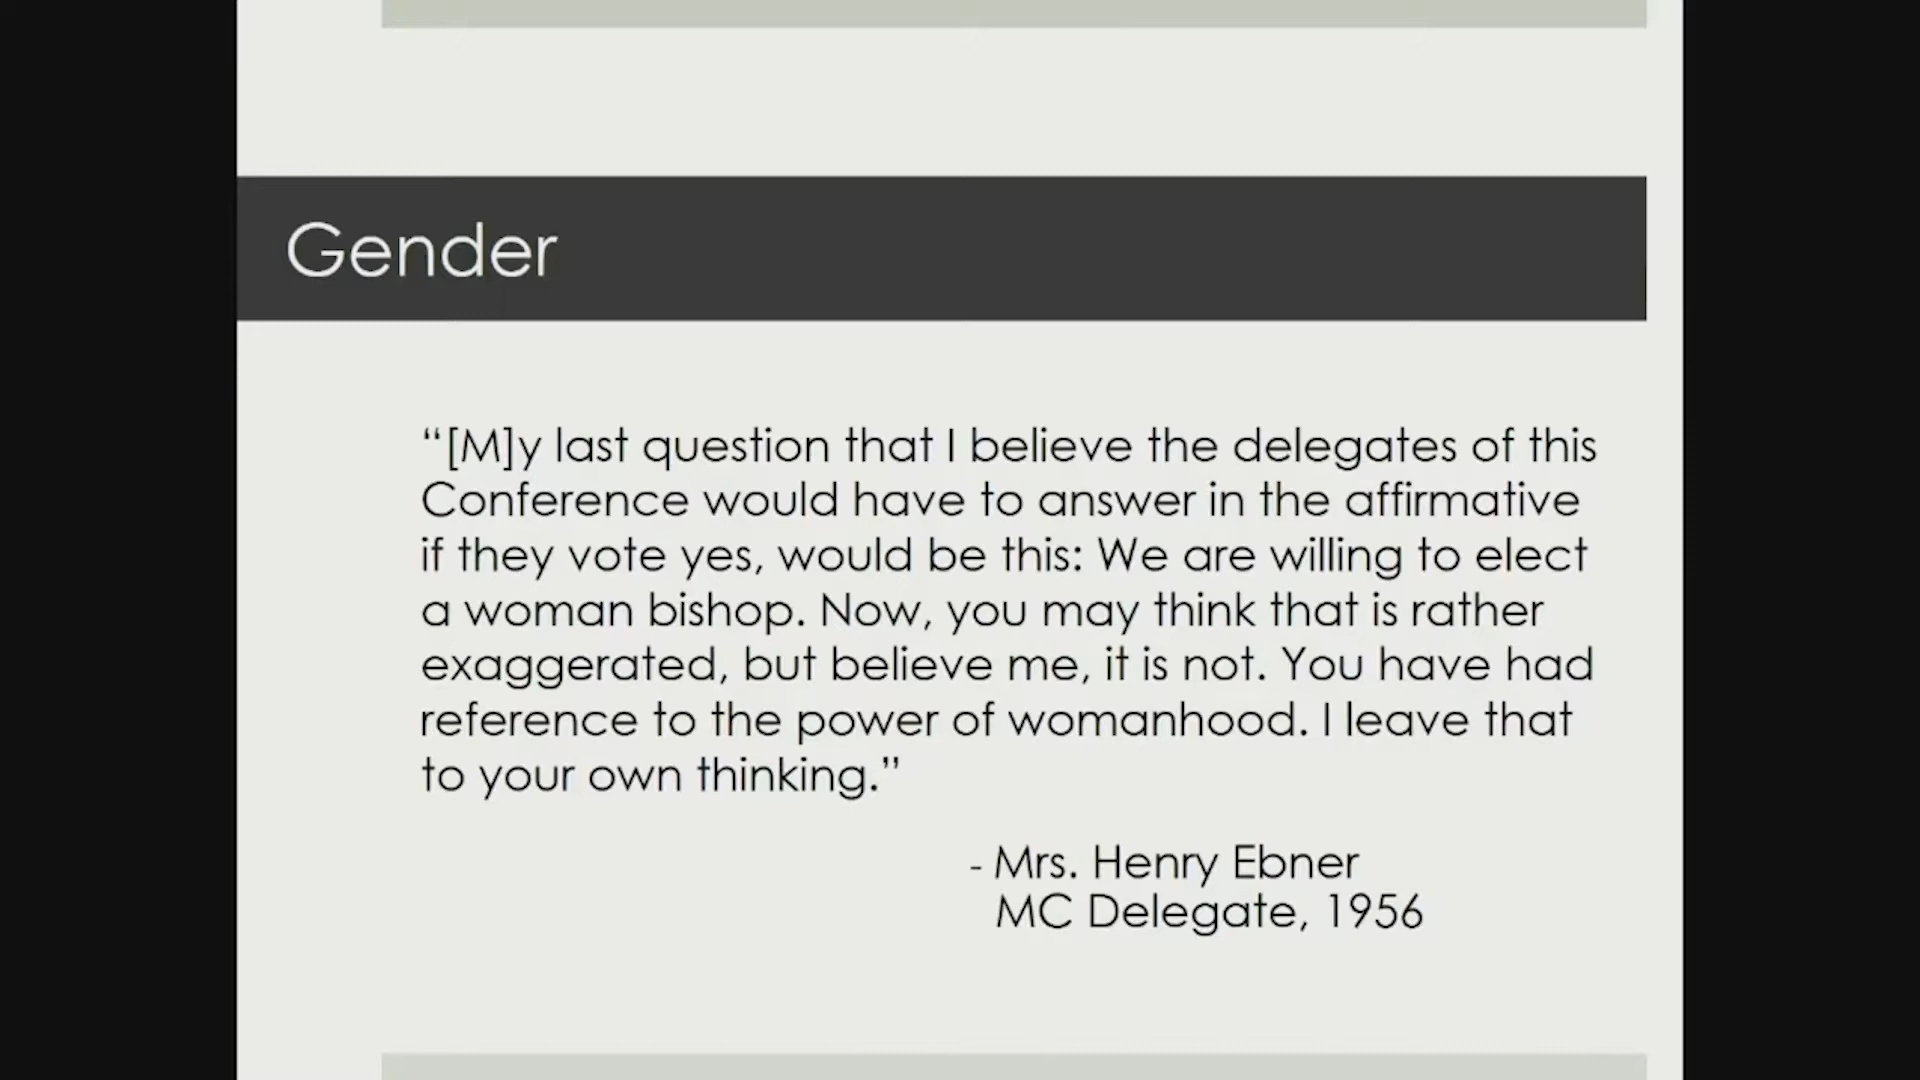 Gender
“[M]y last question that I believe the delegates of this
Conference would have to answer in the affirmative
if they vote yes, would be this: We are willing to elect
a woman bishop. Now, you may think that is rather
exaggerated, but believe me, it is not. You have had
reference to the power of womanhood. I leave that
to your own thinking.”
- Mrs. Henry Ebner
MC Delegate, 1956